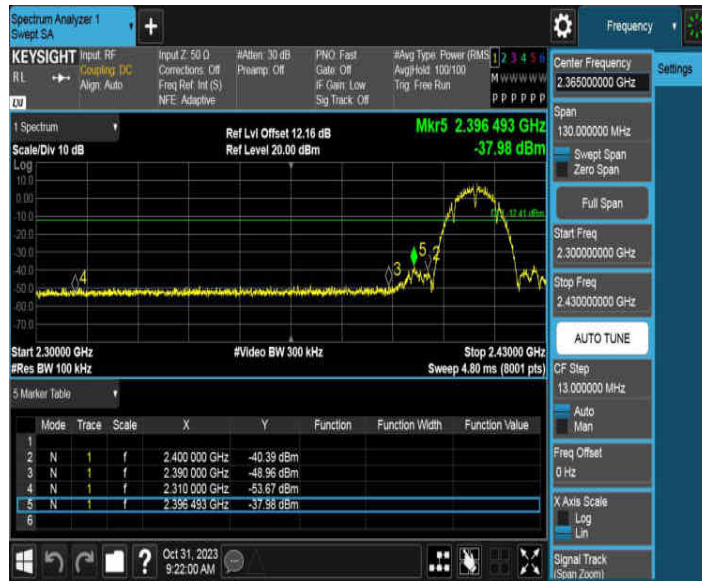 Spectrum Analyzer 1
Swept SA
+
Frequency
KEYSIGHT
RL
LXI
Input: RF
Coupling: DC
Align: Auto
Input Z: 50 Ω
Corrections: Off
Freq Ref: Int (S)
NFE: Adaptive
#Atten: 30 dB
Preamp: Off
PNO: Fast
Gate: Off
IF Gain: Low
Sig Track: Off
#Avg Type: Power (RMS
Avg|Hold: 100/100
Trig: Free Run
1 2 3 4 5 6
M W W W W W
P P P P P P
1 Spectrum
Scale/Div 10 dB
Log
Ref Lvl Offset 12.16 dB
Ref Level 20.00 dBm
Mkr5 2.396 493 GHz
-37.98 dBm
10.0
0.00
-10.0
-20.0
-30.0
-40.0
-50.0
-60.0
-70.0
-12.41 dBm
4
3
5
2
Start 2.30000 GHz
#Res BW 100 kHz
#Video BW 300 kHz
Stop 2.43000 GHz
Sweep 4.80 ms (8001 pts)
5 Marker Table
Mode Trace Scale X Y Function Function Width Function Value
1
2 N 1 f 2.400 000 GHz -40.39 dBm
3 N 1 f 2.390 000 GHz -48.96 dBm
4 N 1 f 2.310 000 GHz -53.67 dBm
5 N 1 f 2.396 493 GHz -37.98 dBm
6
?
Oct 31, 2023
9:22:00 AM
Center Frequency
2.365000000 GHz
Span
130.000000 MHz
Swept Span
Zero Span
Full Span
Start Freq
2.300000000 GHz
Stop Freq
2.430000000 GHz
AUTO TUNE
CF Step
13.000000 MHz
Auto
Man
Freq Offset
0 Hz
X Axis Scale
Log
Lin
Signal Track
(Span Zoom)
Settings